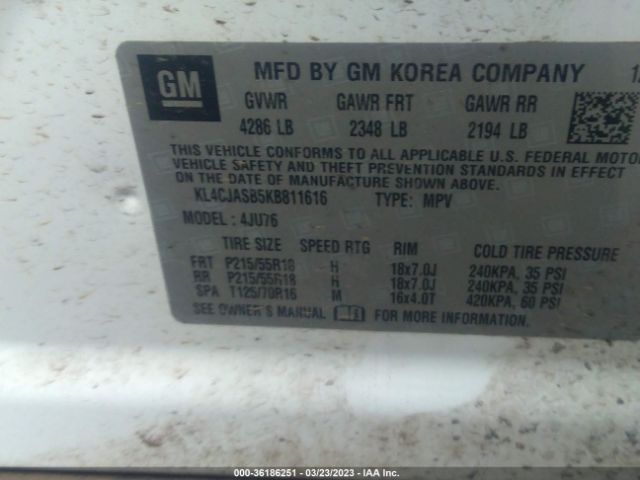 GM
MFD BY GM KOREA COMPANY 1
GVWR GAWR FRT GAWR RR
4286 LB 2348 LB 2194 LB
THIS VEHICLE CONFORMS TO ALL APPLICABLE U.S. FEDERAL MOTO
VEHICLE SAFETY AND THEFT PREVENTION STANDARDS IN EFFECT
ON THE DATE OF MANUFACTURE SHOWN ABOVE.
KL4CJASB5KB811616 TYPE: MPV
MODEL: 4JU76
TIRE SIZE SPEED RTG RIM COLD TIRE PRESSURE
FRT P215/55R18 H 18x7.0J 240KPA, 35 PSI
RR P215/55R18 H 18x7.0J 240KPA, 35 PSI
SPA T125/70R16 M 16x4.0T 420KPA, 60 PSI
SEE OWNER'S MANUAL FOR MORE INFORMATION.
000-36186251 - 03/23/2023 - IAA Inc.